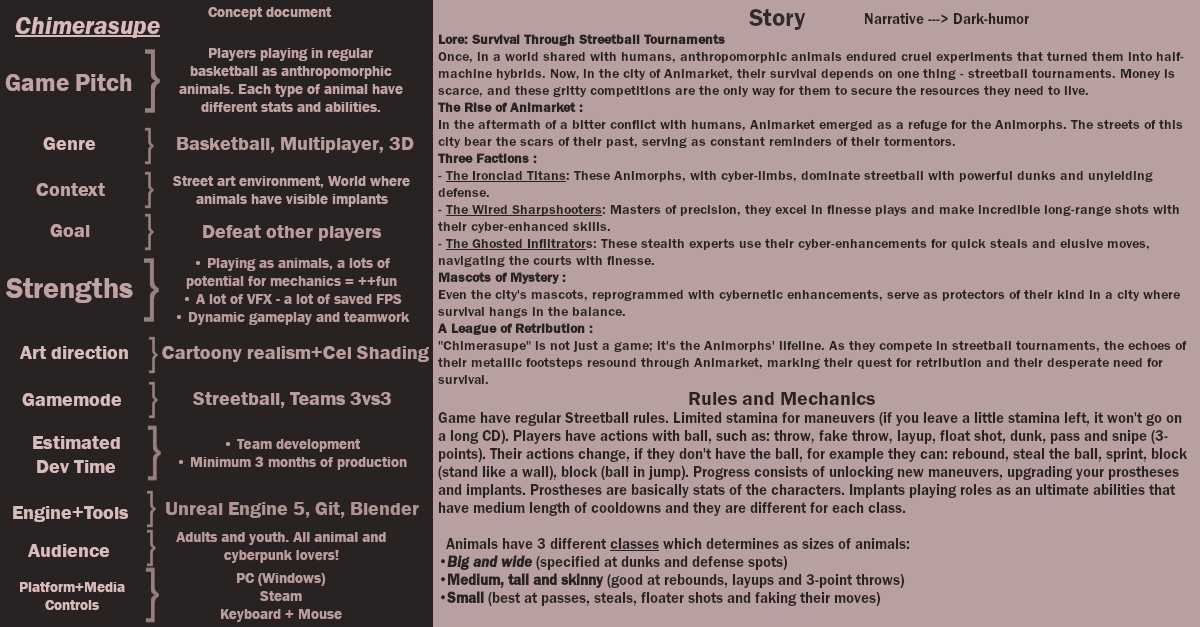 Chimerasupe
Concept document
Game Pitch
Players playing in regular
basketball as anthropomorphic
animals. Each type of animal have
different stats and abilities.
Genre
Basketball, Multiplayer, 3D
Context
Street art environment, World where
animals have visible implants
Goal
Defeat other players
Strengths
• Playing as animals, a lots of
potential for mechanics = ++fun
• A lot of VFX - a lot of saved FPS
• Dynamic gameplay and teamwork
Art direction
Cartoony realism+Cel Shading
Gamemode
Streetball, Teams 3vs3
Estimated
Dev Time
• Team development
• Minimum 3 months of production
Engine+Tools
Unreal Engine 5, Git, Blender
Audience
Adults and youth. All animal and
cyberpunk lovers!
Platform+Media
Controls
PC (Windows)
Steam
Keyboard + Mouse
Story
Narrative ---> Dark-humor
Lore: Survival Through Streetball Tournaments
Once, in a world shared with humans, anthropomorphic animals endured cruel experiments that turned them into half-
machine hybrids. Now, in the city of Animarket, their survival depends on one thing - streetball tournaments. Money is
scarce, and these gritty competitions are the only way for them to secure the resources they need to live.
The Rise of Animarket :
In the aftermath of a bitter conflict with humans, Animarket emerged as a refuge for the Animorphs. The streets of this
city bear the scars of their past, serving as constant reminders of their tormentors.
Three Factions :
- The Ironclad Titans: These Animorphs, with cyber-limbs, dominate streetball with powerful dunks and unyielding
defense.
- The Wired Sharpshooters: Masters of precision, they excel in finesse plays and make incredible long-range shots with
their cyber-enhanced skills.
- The Ghosted Infiltrators: These stealth experts use their cyber-enhancements for quick steals and elusive moves,
navigating the courts with finesse.
Mascots of Mystery :
Even the city's mascots, reprogrammed with cybernetic enhancements, serve as protectors of their kind in a city where
survival hangs in the balance.
A League of Retribution :
"Chimerasupe" is not just a game; it's the Animorphs' lifeline. As they compete in streetball tournaments, the echoes of
their metallic footsteps resound through Animarket, marking their quest for retribution and their desperate need for
survival.
Rules and Mechanics
Game have regular Streetball rules. Limited stamina for maneuvers (if you leave a little stamina left, it won't go on
a long CD). Players have actions with ball, such as: throw, fake throw, layup, float shot, dunk, pass and snipe (3-
points). Their actions change, if they don't have the ball, for example they can: rebound, steal the ball, sprint, block
(stand like a wall), block (ball in jump). Progress consists of unlocking new maneuvers, upgrading your prostheses
and implants. Prostheses are basically stats of the characters. Implants playing roles as an ultimate abilities that
have medium length of cooldowns and they are different for each class.
Animals have 3 different classes which determines as sizes of animals:
•Big and wide (specified at dunks and defense spots)
•Medium, tall and skinny (good at rebounds, layups and 3-point throws)
•Small (best at passes, steals, floater shots and faking their moves)